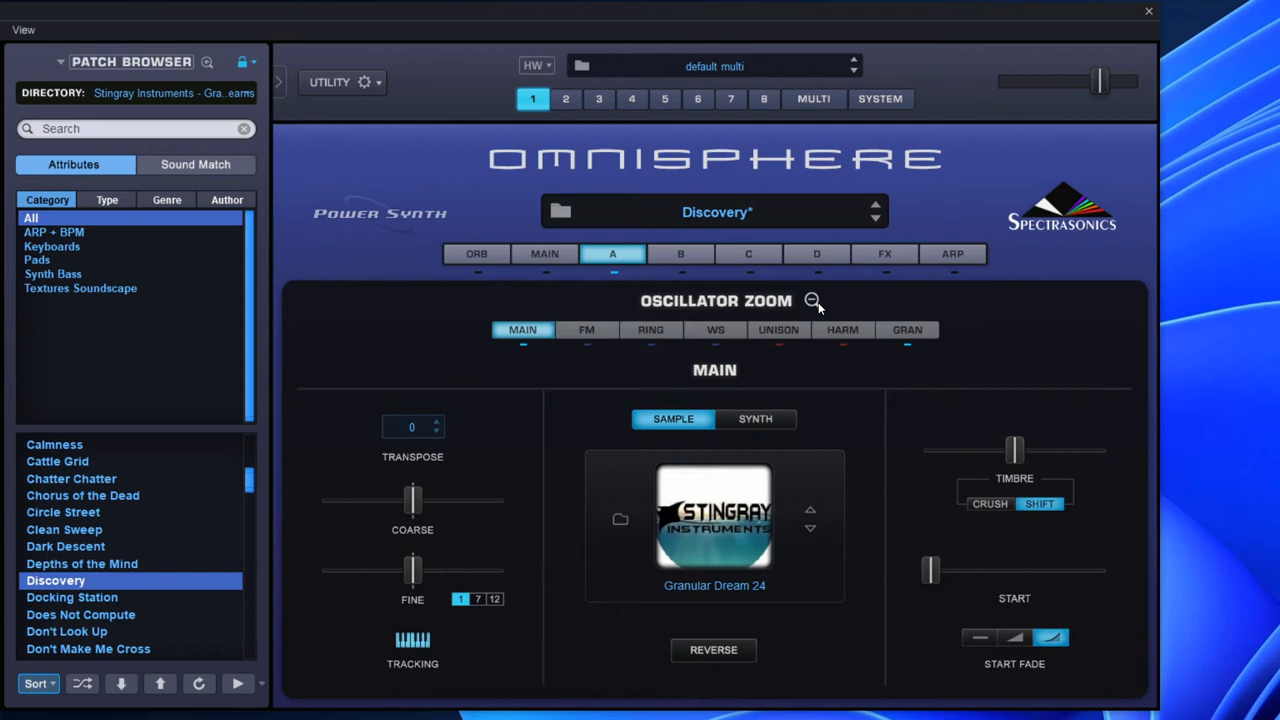 View
PATCH BROWSER
DIRECTORY: Stingray Instruments - Gra..eams
Search
Attributes Sound Match
Category Type Genre Author
All
ARP + BPM
Keyboards
Pads
Synth Bass
Textures Soundscape
Calmness
Cattle Grid
Chatter Chatter
Chorus of the Dead
Circle Street
Clean Sweep
Dark Descent
Depths of the Mind
Discovery
Docking Station
Does Not Compute
Don't Look Up
Don't Make Me Cross
Sort
UTILITY
HW
default multi
1 2 3 4 5 6 7 8 MULTI SYSTEM
OMNISPHERE
POWER SYNTH
Discovery*
SPECTRASONICS
ORB MAIN A B C D FX ARP
OSCILLATOR ZOOM
MAIN FM RING WS UNISON HARM GRAN
MAIN
0
TRANSPOSE
COARSE
FINE 1 7 12
TRACKING
SAMPLE SYNTH
STINGRAY
INSTRUMENTS
Granular Dream 24
REVERSE
TIMBRE
CRUSH SHIFT
START
START FADE